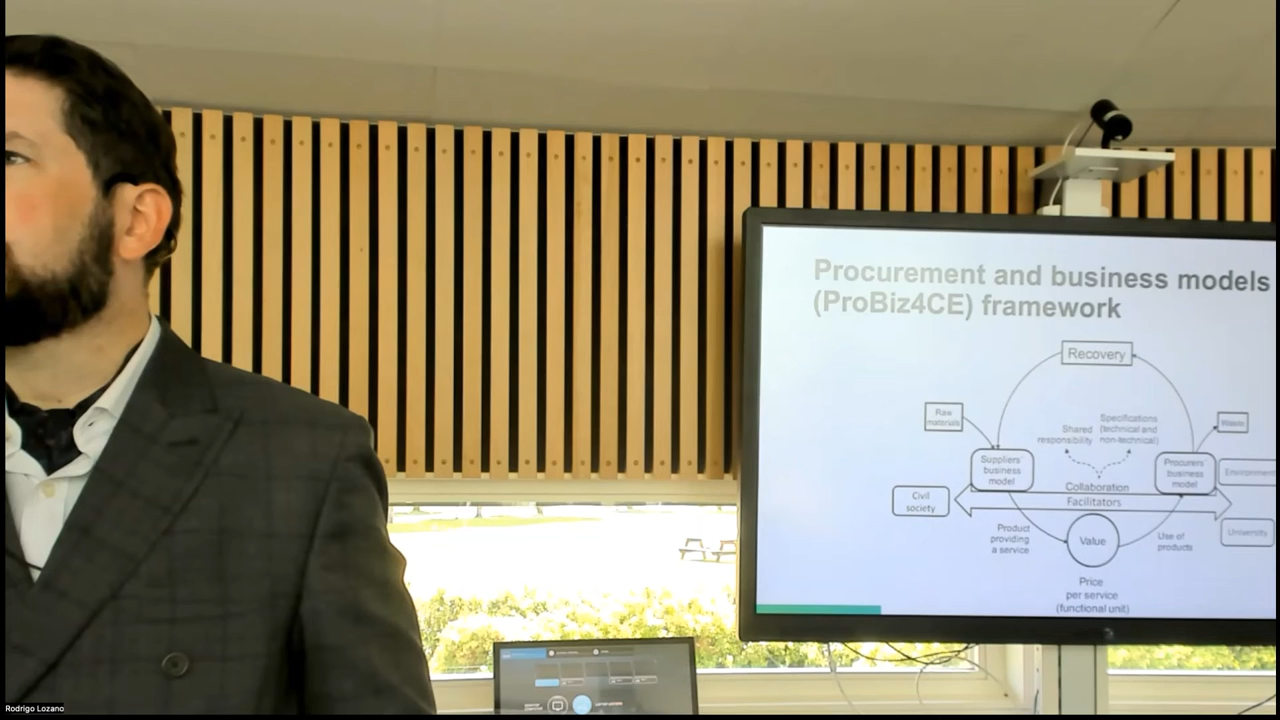 Procurement and business models
(ProBiz4CE) framework
Recovery
Raw
materials
Shared
responsibility
Specifications
(technical and
non-technical)
Waste
Suppliers'
business
model
Procurers
business
model
Environment
Collaboration
Facilitators
Civil
society
University
Product
providing
a service
Value
Use of
products
Price
per service
(functional unit)
Rodrigo Lozano